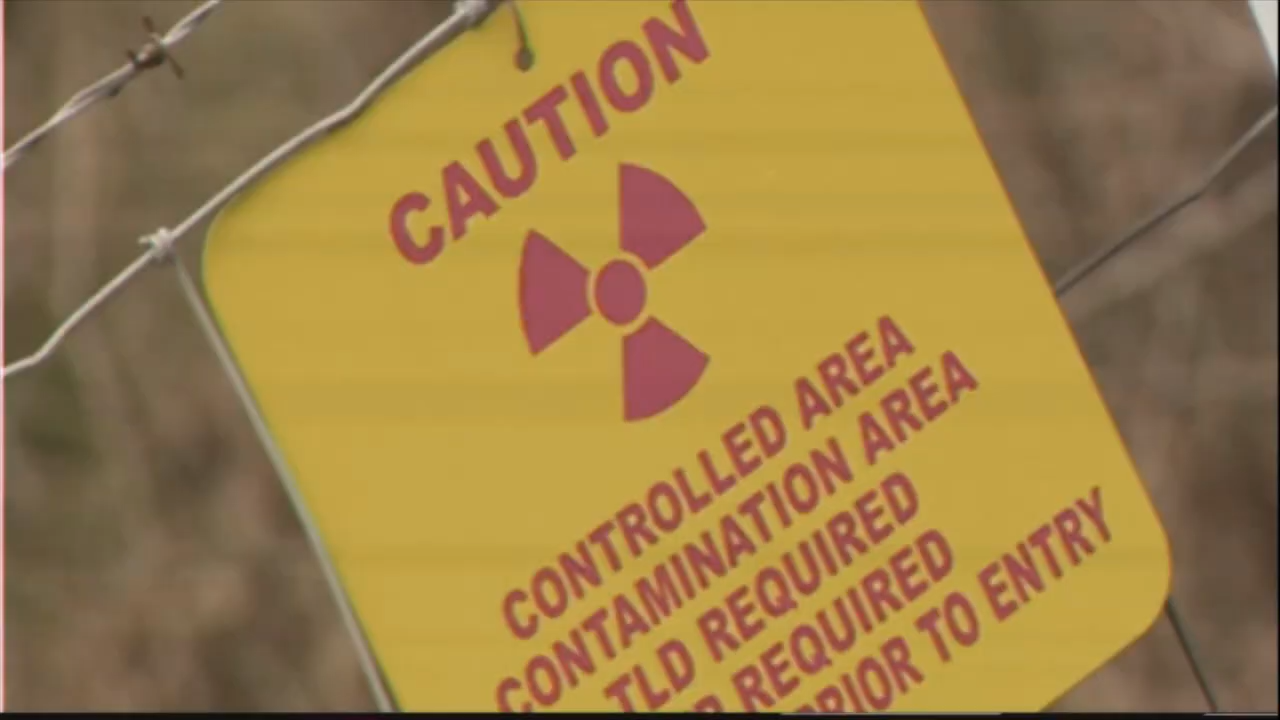 CAUTION
CONTROLLED AREA
CONTAMINATION AREA
TLD REQUIRED
REQUIRED
PRIOR TO ENTRY